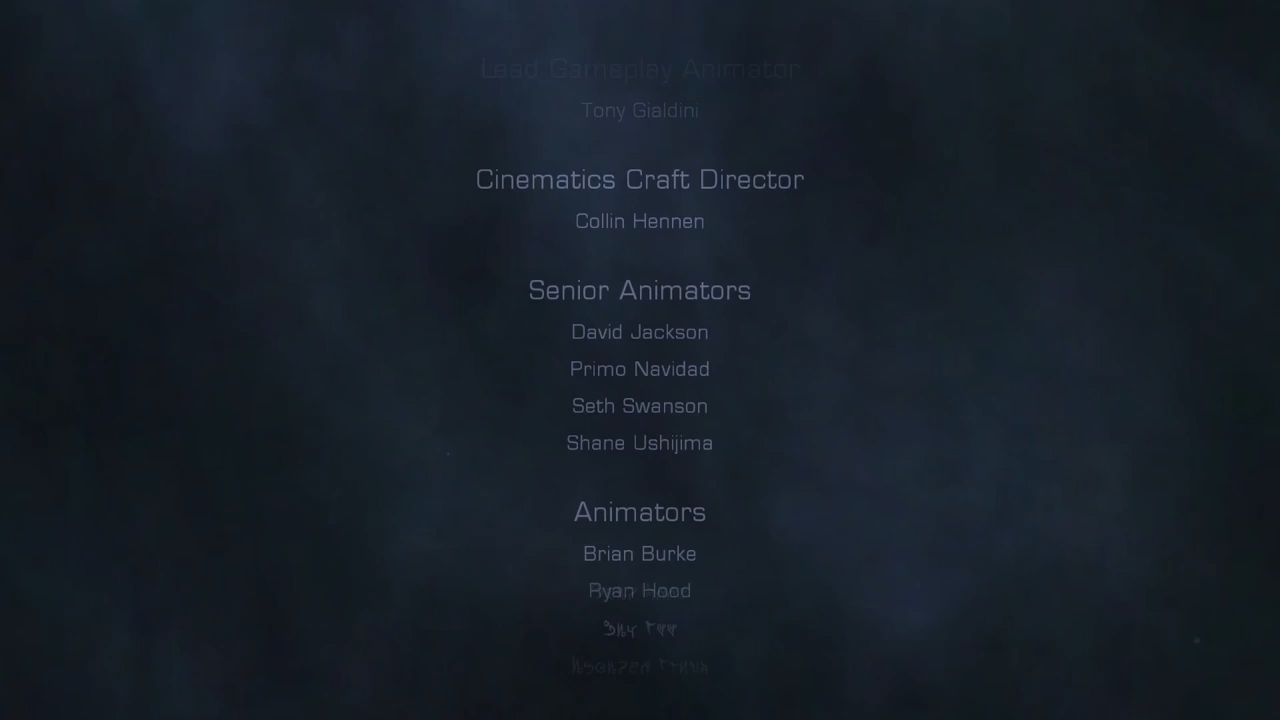 Lead Gameplay Animator
Tony Gialdini
Cinematics Craft Director
Collin Hennen
Senior Animators
David Jackson
Primo Navidad
Seth Swanson
Shane Ushijima
Animators
Brian Burke
Ryan Hood